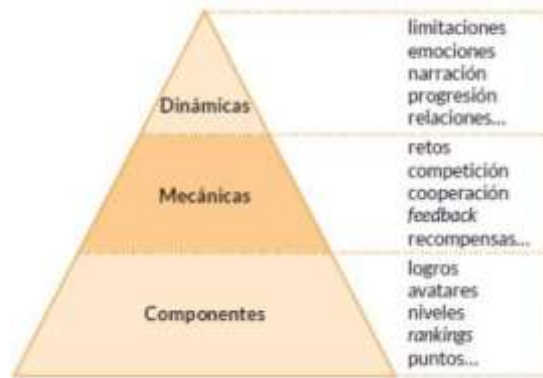 limitaciones
emociones
narración
progresión
relaciones...
Dinámicas
retos
competición
cooperación
feedback
recompensas...
Mecánicas
logros
avatares
niveles
rankings
puntos...
Componentes